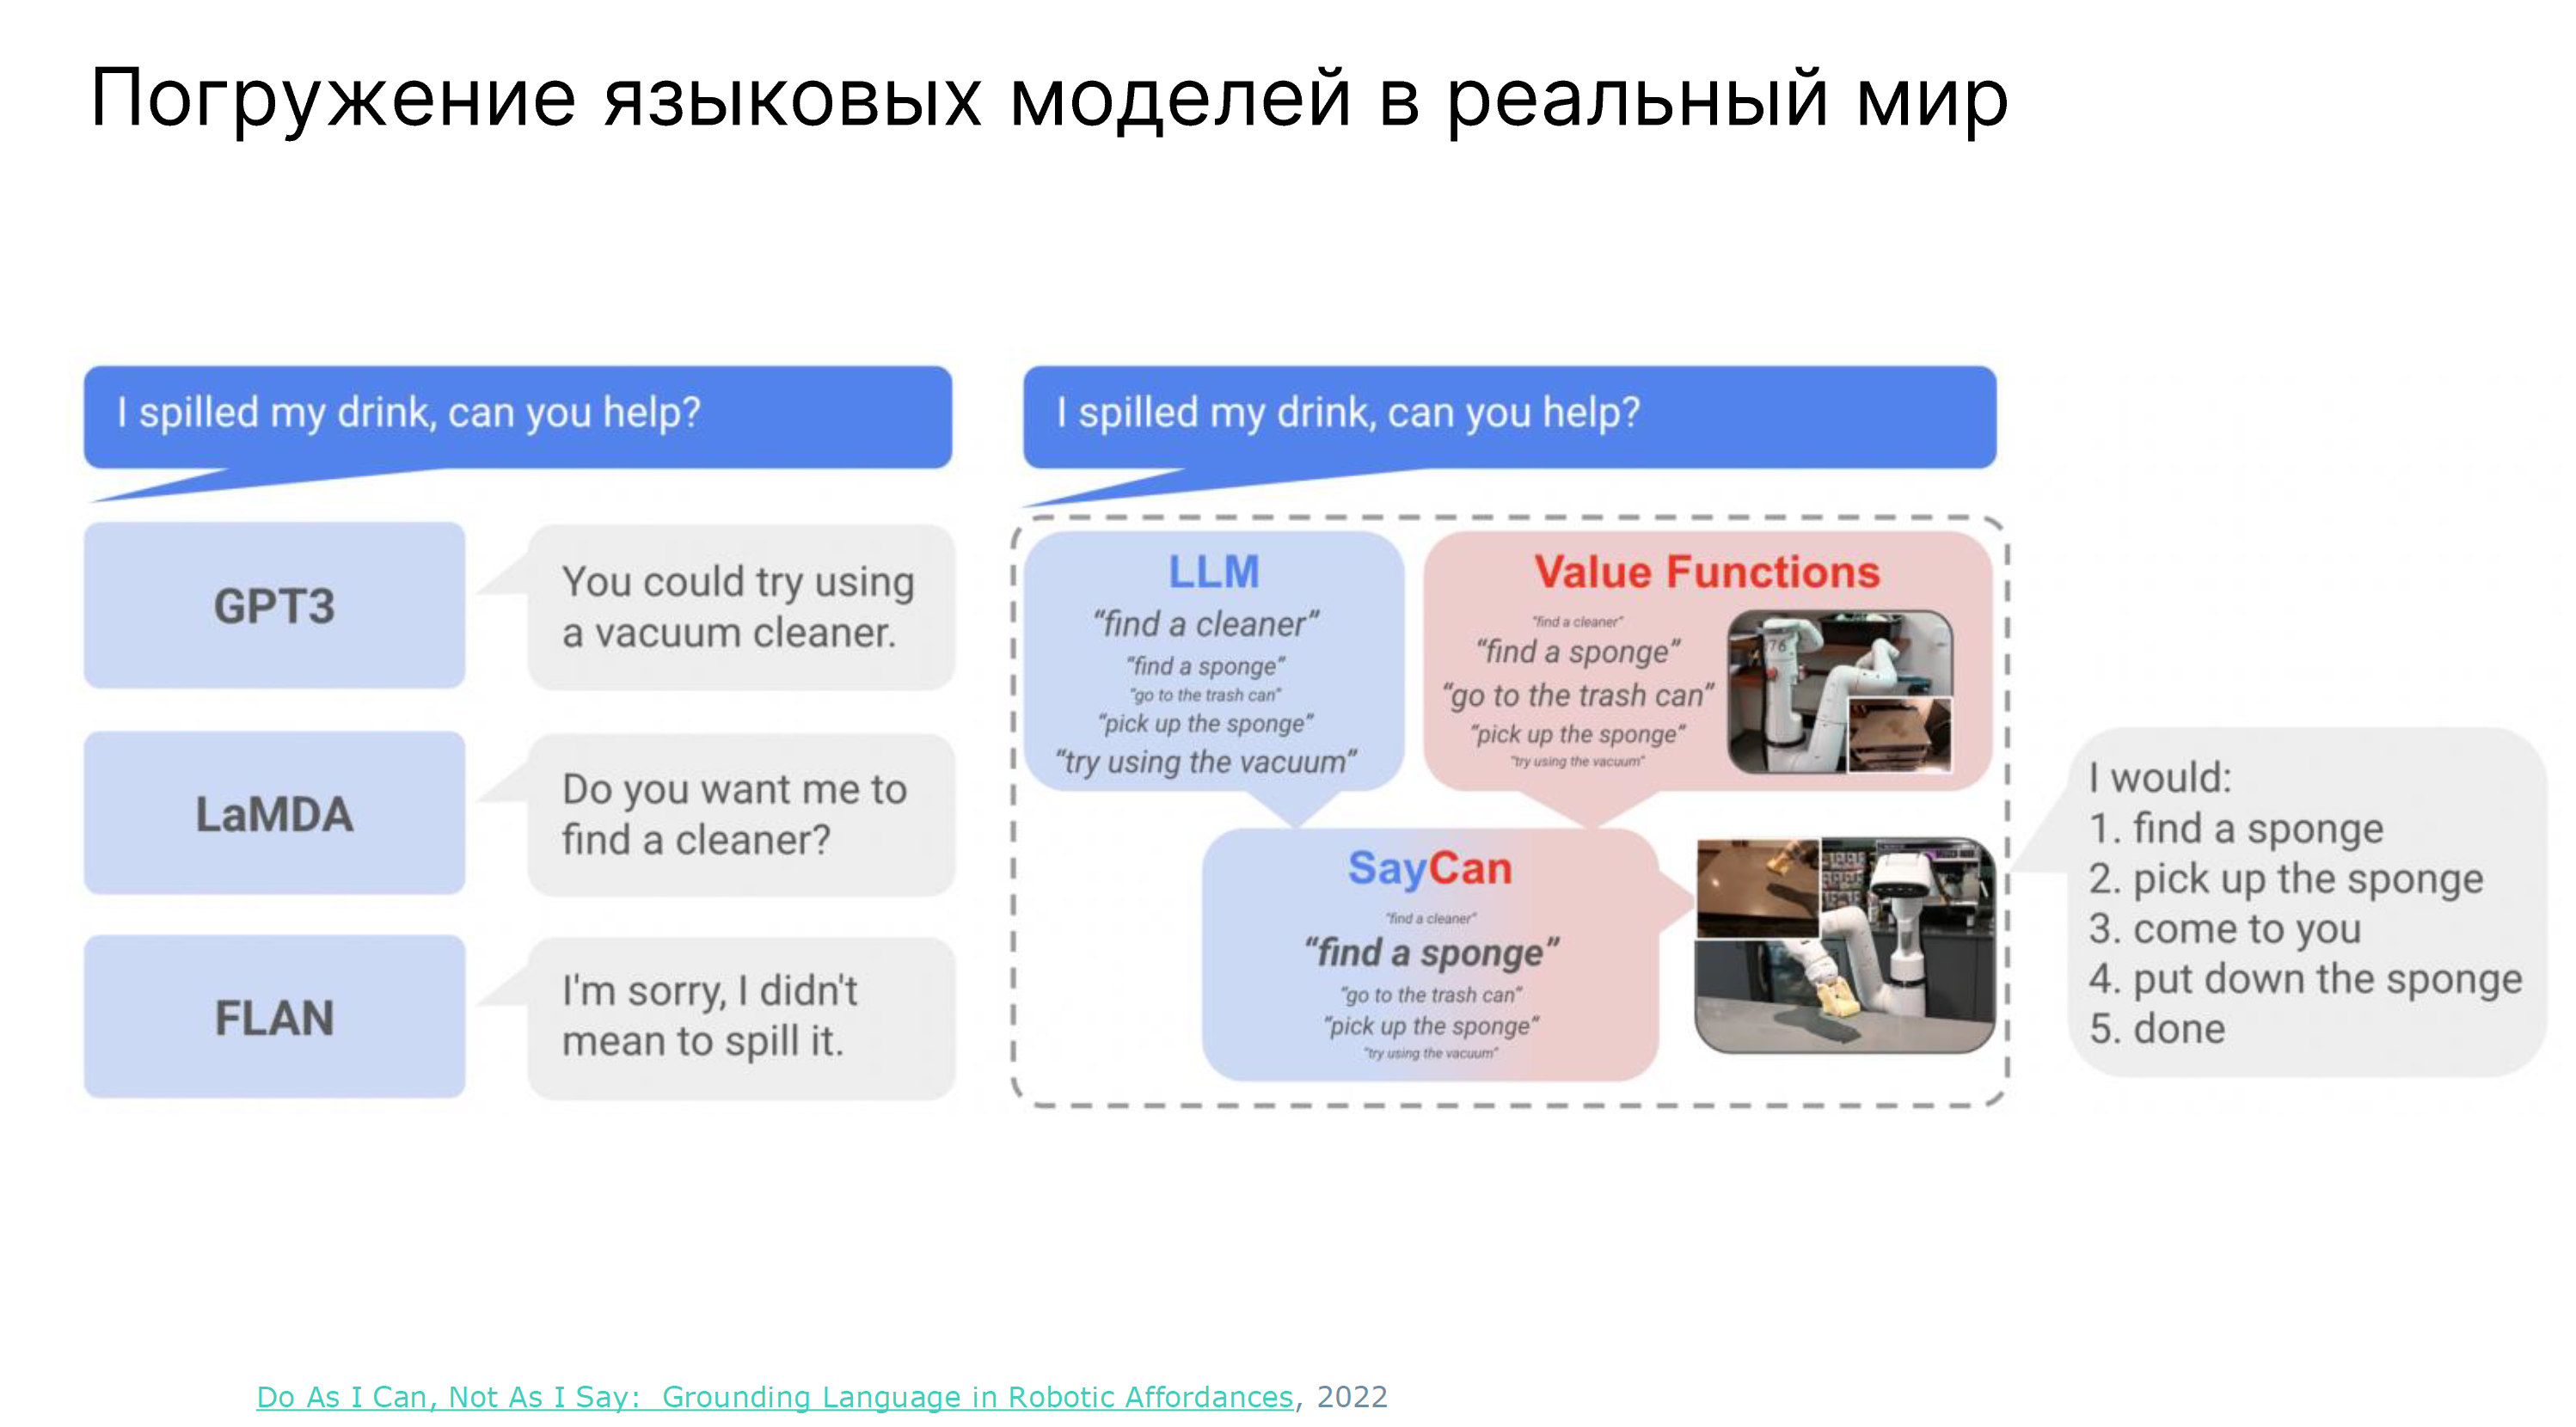 Погружение языковых моделей в реальный мир
I spilled my drink, can you help?
GPT3
You could try using
a vacuum cleaner.
LaMDA
Do you want me to
find a cleaner?
FLAN
I'm sorry, I didn't
mean to spill it.
I spilled my drink, can you help?
LLM
“find a cleaner”
“find a sponge”
“go to the trash can”
“pick up the sponge”
“try using the vacuum”
Value Functions
“find a cleaner”
“find a sponge”
“go to the trash can”
“pick up the sponge”
“try using the vacuum”
76
SayCan
“find a cleaner”
“find a sponge”
“go to the trash can”
“pick up the sponge”
“try using the vacuum”
I would:
1. find a sponge
2. pick up the sponge
3. come to you
4. put down the sponge
5. done
Do As I Can, Not As I Say:  Grounding Language in Robotic Affordances, 2022